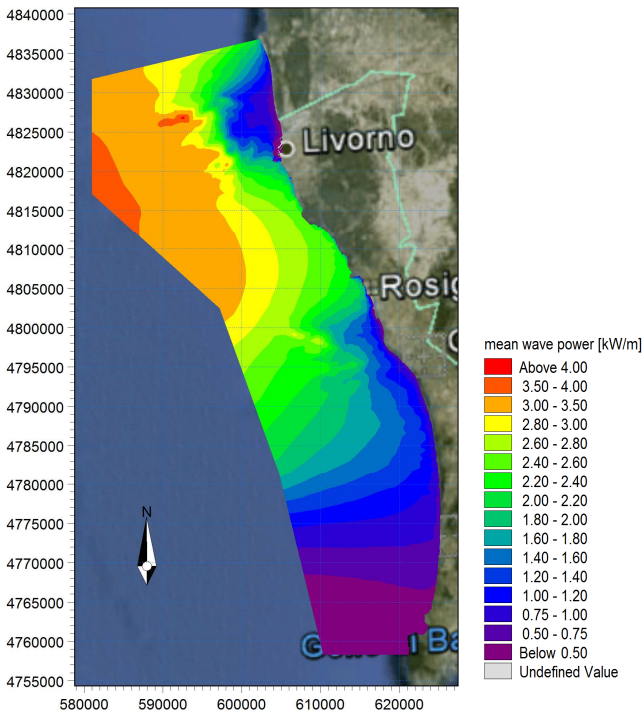 4840000
4835000
4830000
4825000
4820000
4815000
4810000
4805000
4800000
4795000
4790000
4785000
4780000
4775000
4770000
4765000
4760000
4755000
580000 590000 600000 610000 620000
Livorno
Rosig
N
mean wave power [kW/m]
Above 4.00
3.50 - 4.00
3.00 - 3.50
2.80 - 3.00
2.60 - 2.80
2.40 - 2.60
2.20 - 2.40
2.00 - 2.20
1.80 - 2.00
1.60 - 1.80
1.40 - 1.60
1.20 - 1.40
1.00 - 1.20
0.75 - 1.00
0.50 - 0.75
Below 0.50
Undefined Value